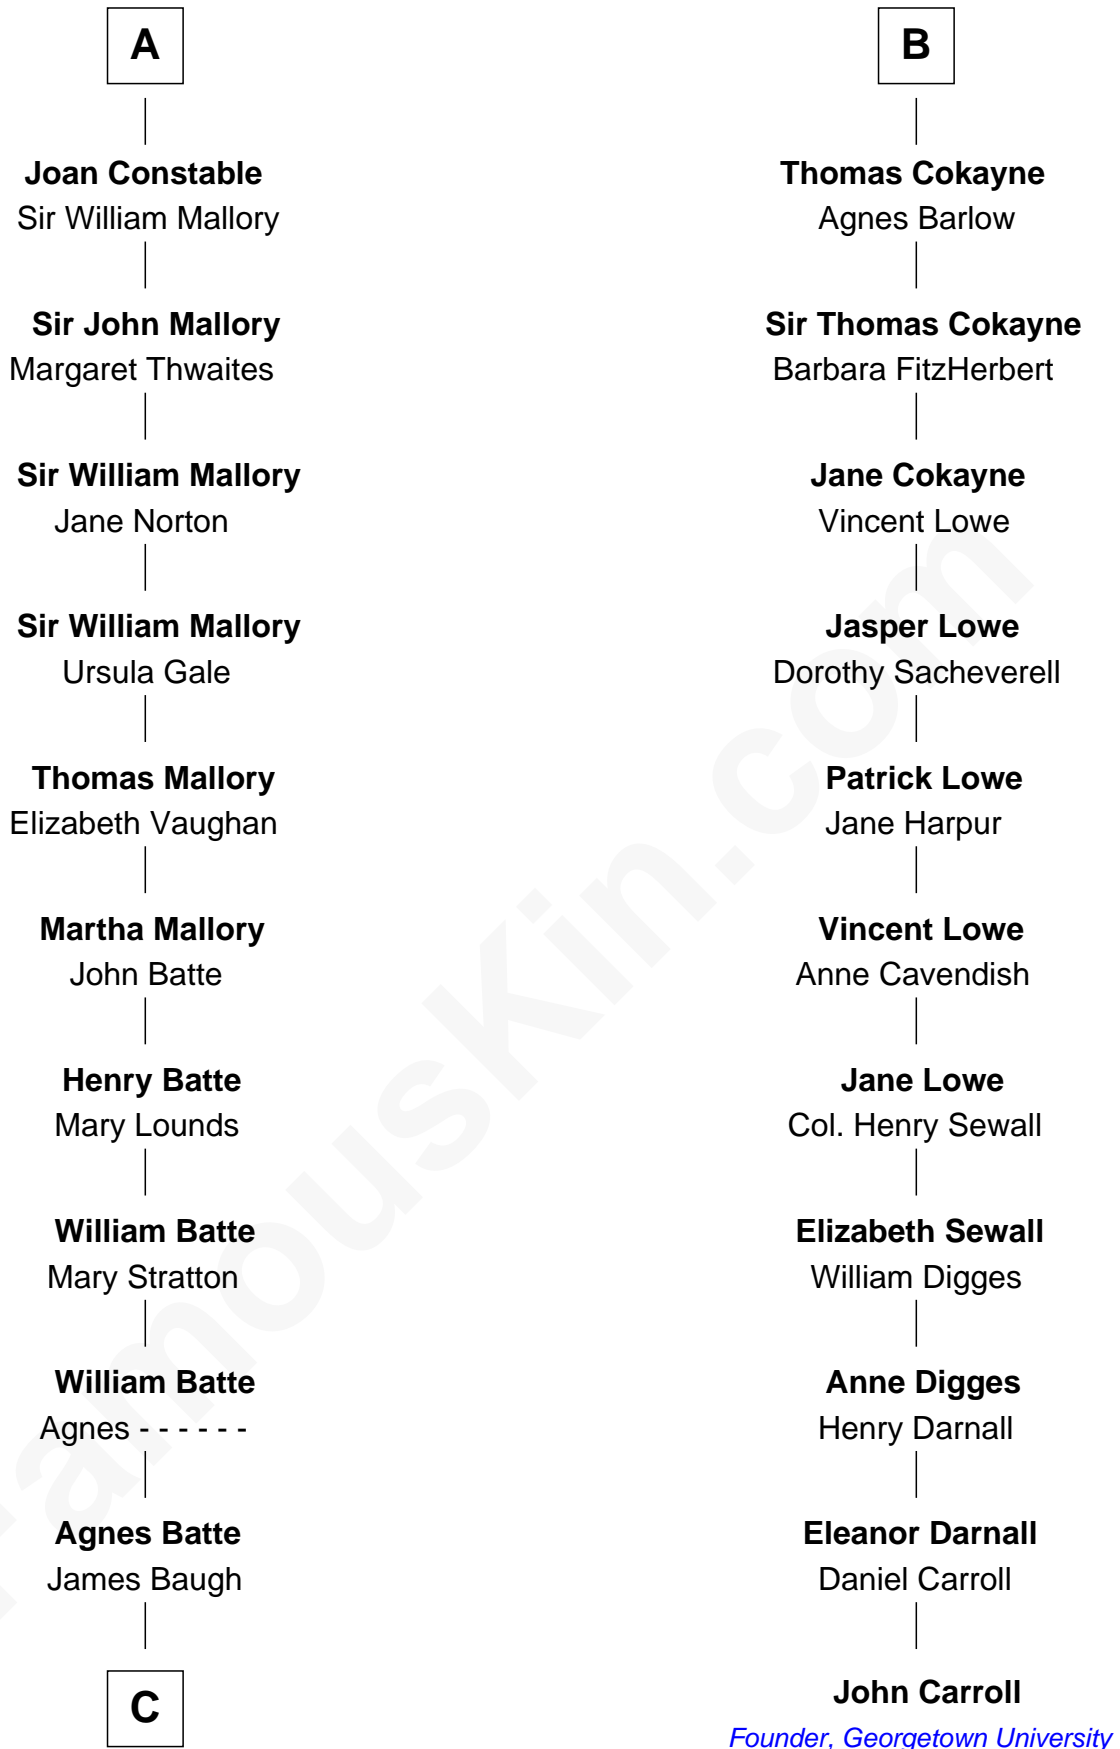 A
Joan Constable
Sir William Mallory
Sir John Mallory
Margaret Thwaites
Sir William Mallory
Jane Norton
Sir William Mallory
Ursula Gale
Thomas Mallory
Elizabeth Vaughan
Martha Mallory
John Batte
Henry Batte
Mary Lounds
William Batte
Mary Stratton
William Batte
Agnes - - - - - -
Agnes Batte
James Baugh
C
B
Thomas Cokayne
Agnes Barlow
Sir Thomas Cokayne
Barbara FitzHerbert
Jane Cokayne
Vincent Lowe
Jasper Lowe
Dorothy Sacheverell
Patrick Lowe
Jane Harpur
Vincent Lowe
Anne Cavendish
Jane Lowe
Col. Henry Sewall
Elizabeth Sewall
William Digges
Anne Digges
Henry Darnall
Eleanor Darnall
Daniel Carroll
John Carroll
Founder, Georgetown University
FamousKin.com